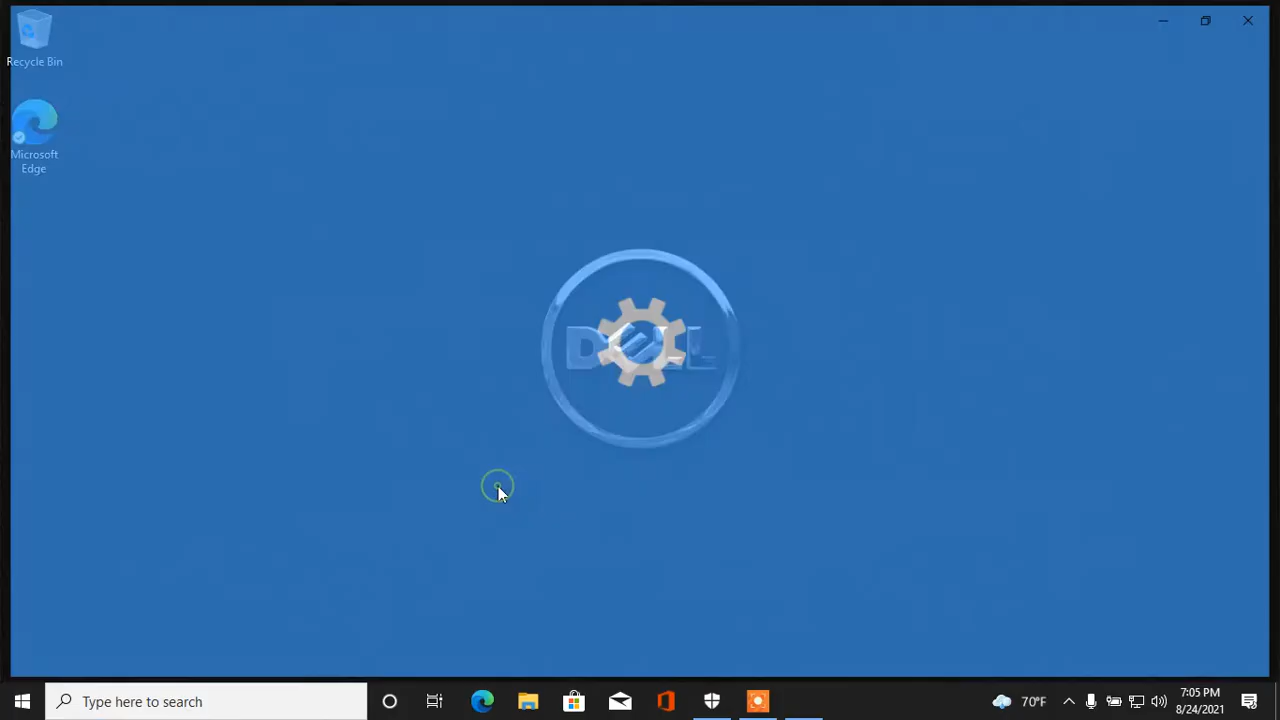 Recycle Bin
Microsoft
Edge
DELL
Type here to search
70°F
7:05 PM
8/24/2021